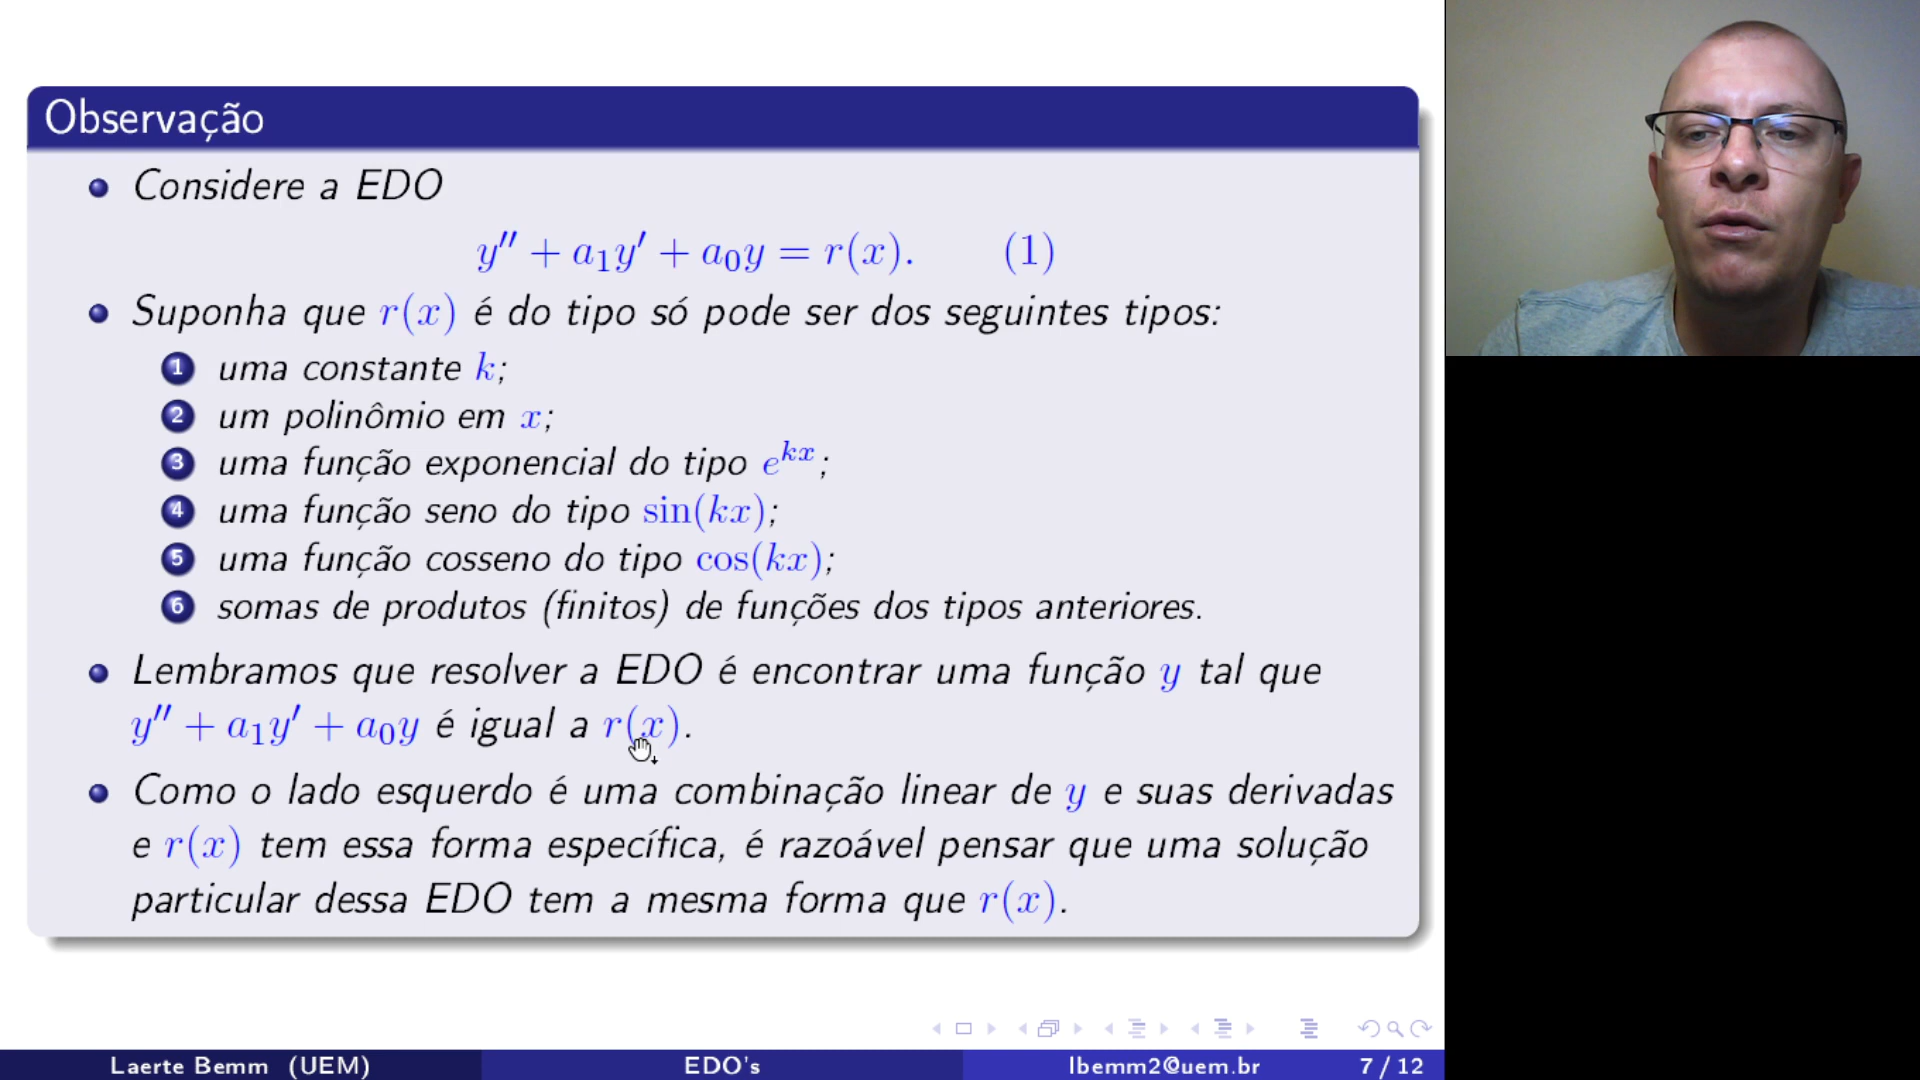 Observação
Considere a EDO
y″ + a₁y′ + a₀y = r(x). (1)
Suponha que r(x) é do tipo só pode ser dos seguintes tipos:
1 uma constante k;
2 um polinômio em x;
3 uma função exponencial do tipo eᵏˣ;
4 uma função seno do tipo sin(kx);
5 uma função cosseno do tipo cos(kx);
6 somas de produtos (finitos) de funções dos tipos anteriores.
Lembramos que resolver a EDO é encontrar uma função y tal que
y″ + a₁y′ + a₀y é igual a r(x).
Como o lado esquerdo é uma combinação linear de y e suas derivadas
e r(x) tem essa forma específica, é razoável pensar que uma solução
particular dessa EDO tem a mesma forma que r(x).
Laerte Bemm (UEM) EDO's lbemm2@uem.br 7 / 12